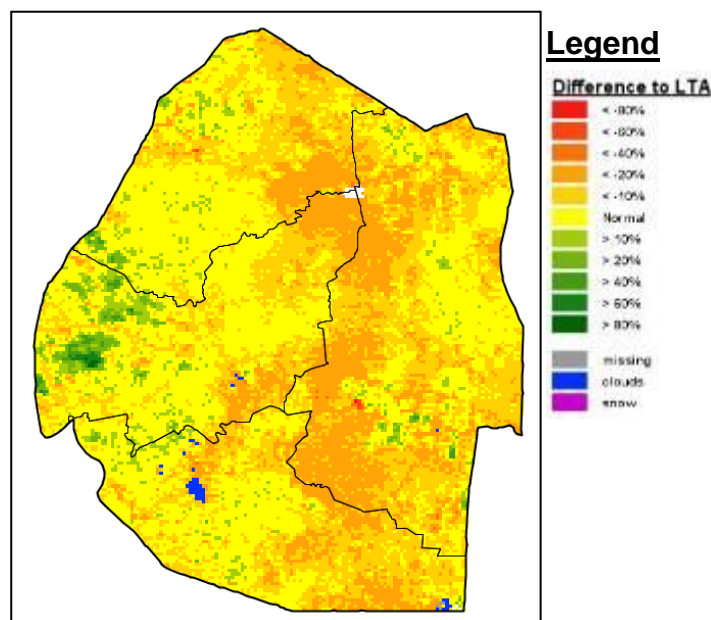 Legend
Difference to LTA
< -80%
< -60%
< -40%
< -20%
< -10%
Normal
> 10%
> 20%
> 40%
> 60%
> 80%
missing
clouds
snow